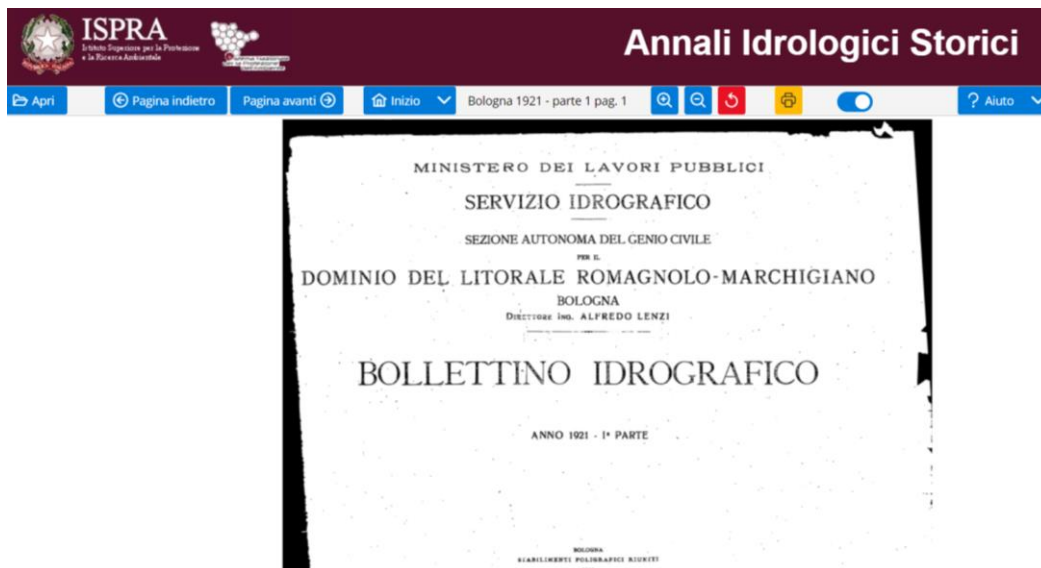 ISPRA
Istituto Superiore per la Protezione
e la Ricerca Ambientale
Annali Idrologici Storici
Apri
Pagina indietro
Pagina avanti
Inizio
Bologna 1921 - parte 1 pag. 1
? Aiuto
MINISTERO DEI LAVORI PUBBLICI
SERVIZIO IDROGRAFICO
SEZIONE AUTONOMA DEL GENIO CIVILE
PER IL
DOMINIO DEL LITORALE ROMAGNOLO-MARCHIGIANO
BOLOGNA
DIRETTORE ING. ALFREDO LENZI
BOLLETTINO IDROGRAFICO
ANNO 1921 - Iª PARTE
BOLOGNA
STABILIMENTI POLIGRAFICI RIUNITI